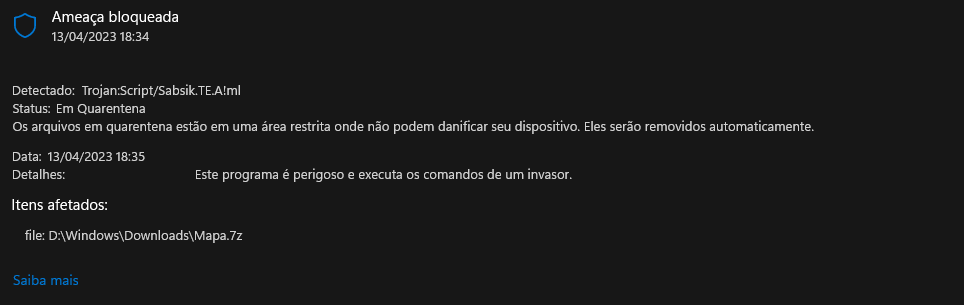 Ameaça bloqueada
13/04/2023 18:34
Detectado: Trojan:Script/Sabsik.TE.A!ml
Status: Em Quarentena
Os arquivos em quarentena estão em uma área restrita onde não podem danificar seu dispositivo. Eles serão removidos automaticamente.
Data: 13/04/2023 18:35
Detalhes: Este programa é perigoso e executa os comandos de um invasor.
Itens afetados:
file: D:\Windows\Downloads\Mapa.7z
Saiba mais